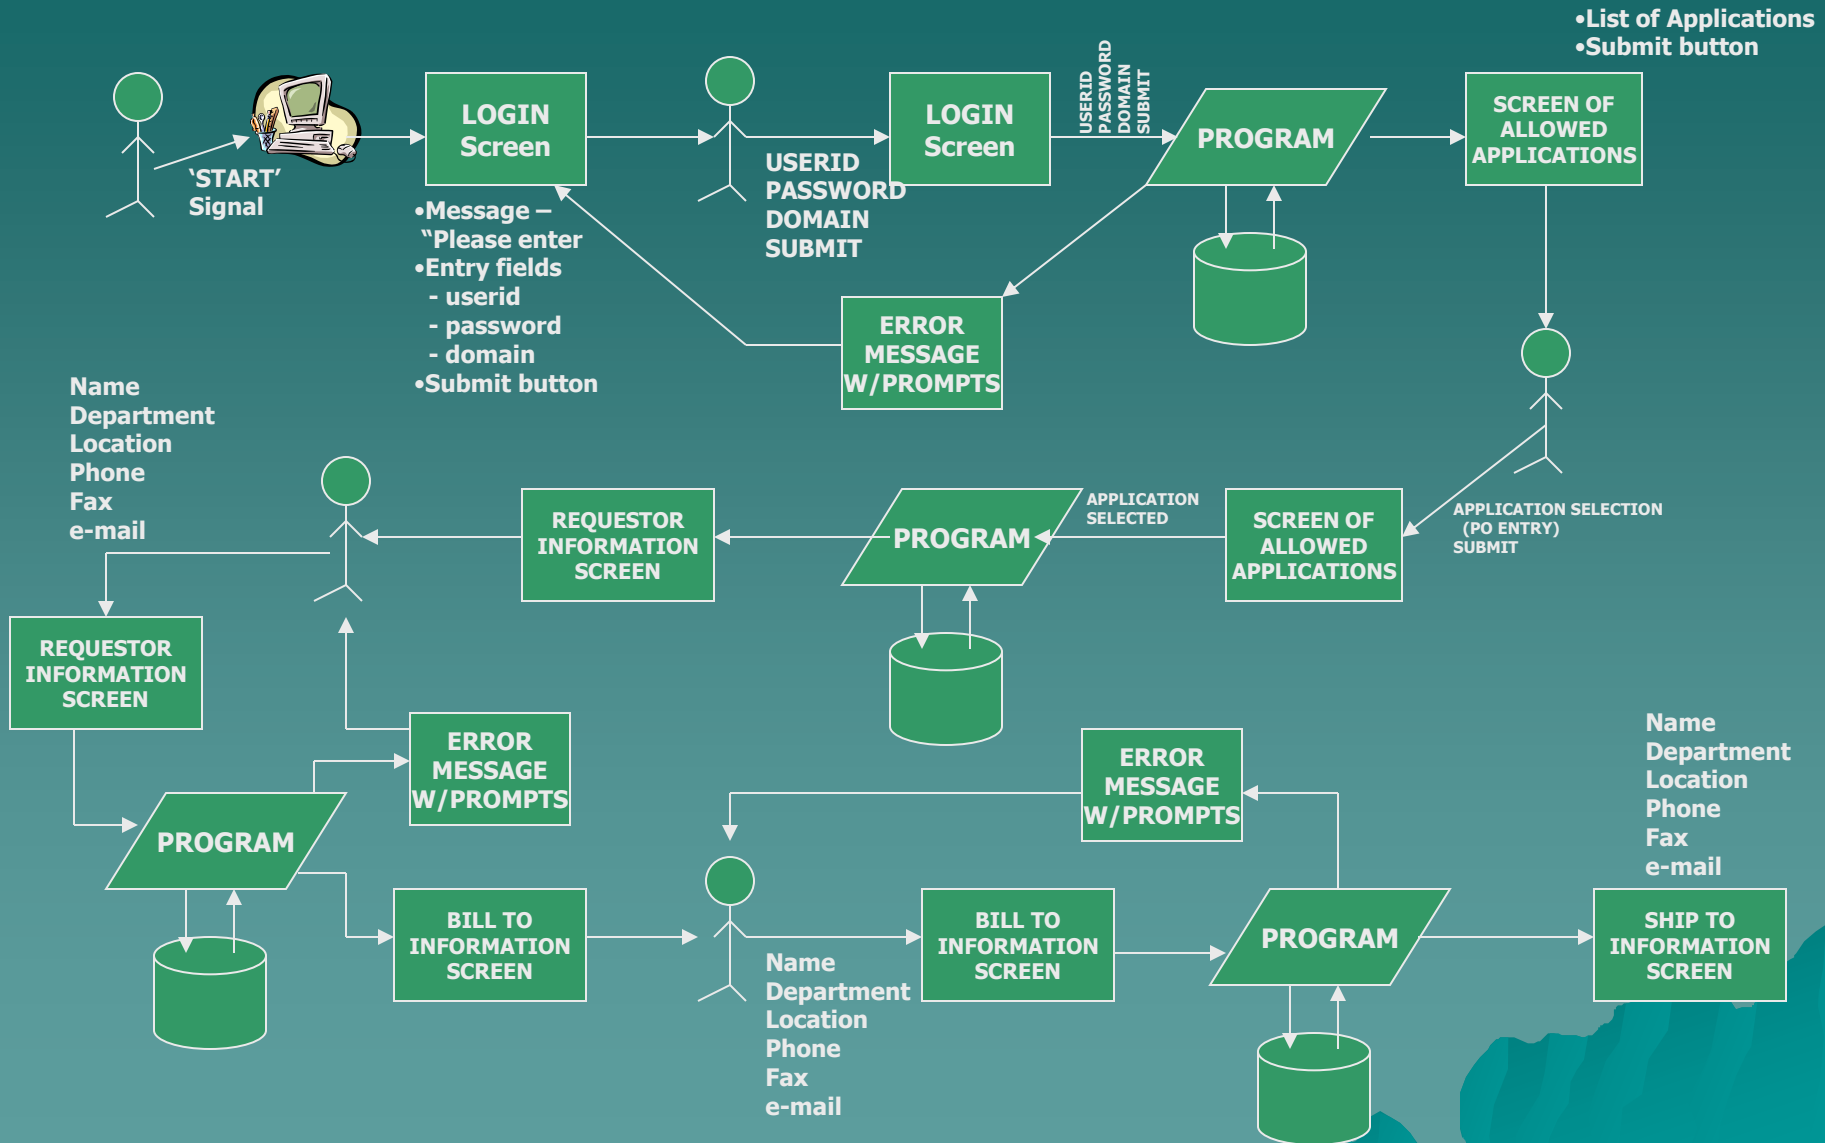 •List of Applications
•Submit button
‘START’
Signal
LOGIN
Screen
•Message –
“Please enter
•Entry fields
- userid
- password
- domain
•Submit button
USERID
PASSWORD
DOMAIN
SUBMIT
LOGIN
Screen
USERID
PASSWORD
DOMAIN
SUBMIT
PROGRAM
SCREEN OF
ALLOWED
APPLICATIONS
ERROR
MESSAGE
W/PROMPTS
APPLICATION SELECTION
(PO ENTRY)
SUBMIT
SCREEN OF
ALLOWED
APPLICATIONS
APPLICATION
SELECTED
PROGRAM
REQUESTOR
INFORMATION
SCREEN
Name
Department
Location
Phone
Fax
e-mail
REQUESTOR
INFORMATION
SCREEN
PROGRAM
ERROR
MESSAGE
W/PROMPTS
BILL TO
INFORMATION
SCREEN
Name
Department
Location
Phone
Fax
e-mail
BILL TO
INFORMATION
SCREEN
PROGRAM
ERROR
MESSAGE
W/PROMPTS
Name
Department
Location
Phone
Fax
e-mail
SHIP TO
INFORMATION
SCREEN